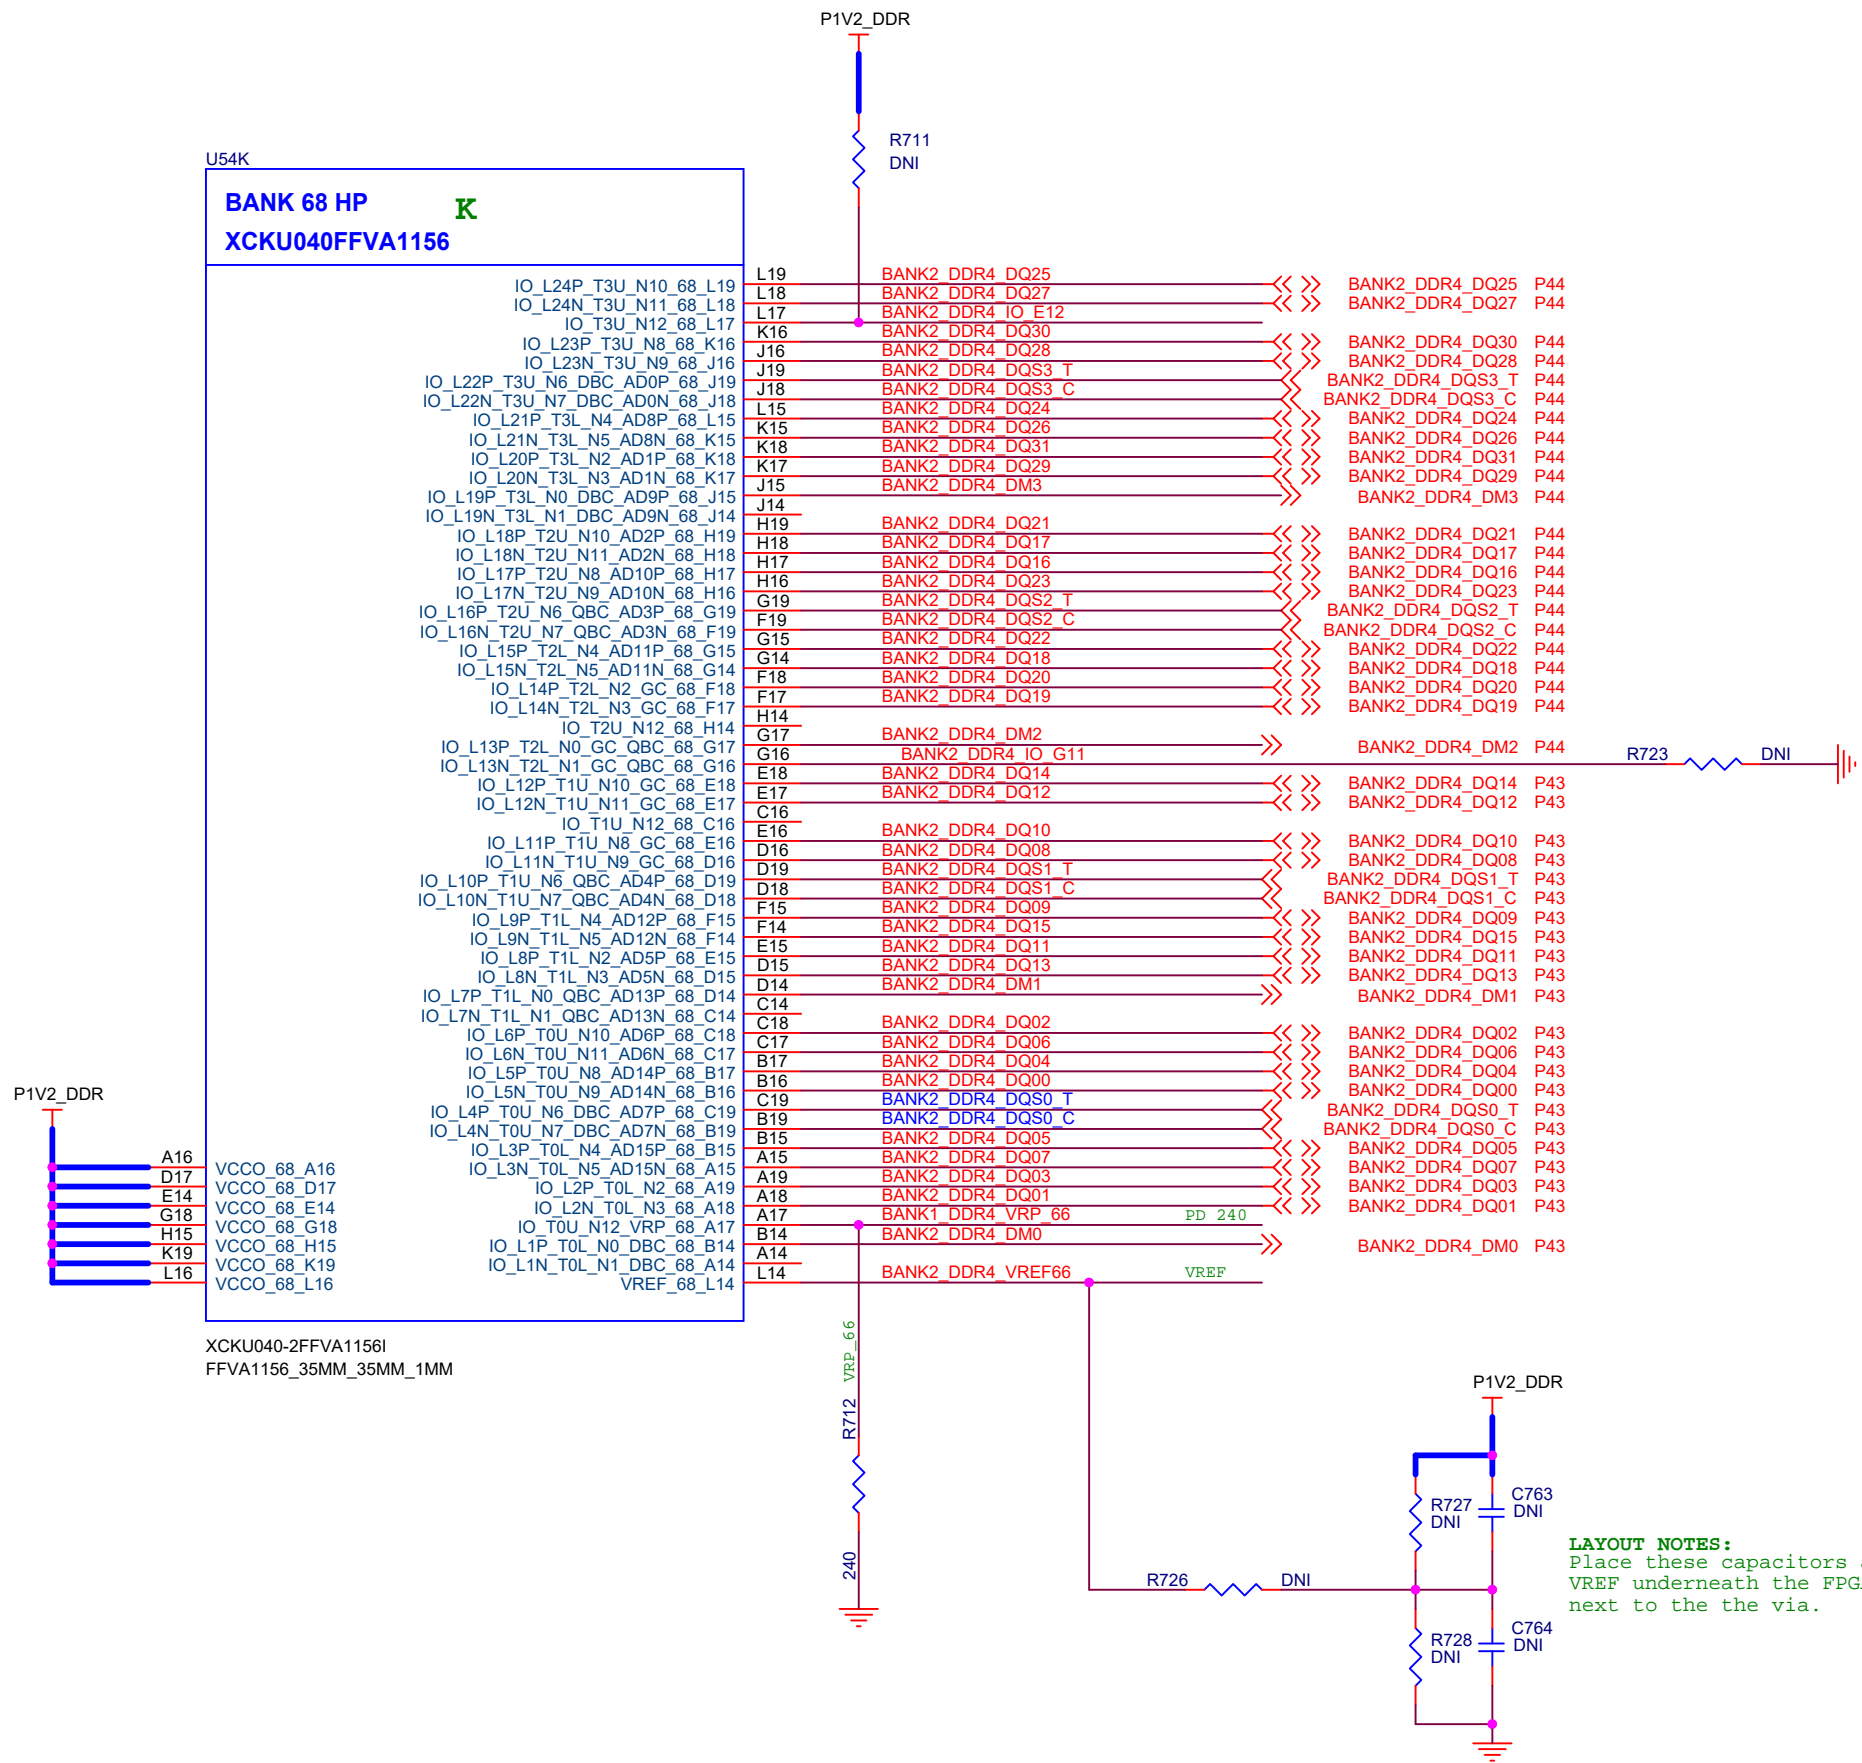 P1V2_DDR
R711
DNI
U54K
BANK 68 HP
K
XCKU040FFVA1156
IO_L24P_T3U_N10_68_L19 L19 BANK2_DDR4_DQ25 BANK2_DDR4_DQ25 P44
IO_L24N_T3U_N11_68_L18 L18 BANK2_DDR4_DQ27 BANK2_DDR4_DQ27 P44
IO_T3U_N12_68_L17 L17 BANK2_DDR4_IO_E12
IO_L23P_T3U_N8_68_K16 K16 BANK2_DDR4_DQ30 BANK2_DDR4_DQ30 P44
IO_L23N_T3U_N9_68_J16 J16 BANK2_DDR4_DQ28 BANK2_DDR4_DQ28 P44
IO_L22P_T3U_N6_DBC_AD0P_68_J19 J19 BANK2_DDR4_DQS3_T BANK2_DDR4_DQS3_T P44
IO_L22N_T3U_N7_DBC_AD0N_68_J18 J18 BANK2_DDR4_DQS3_C BANK2_DDR4_DQS3_C P44
IO_L21P_T3L_N4_AD8P_68_L15 L15 BANK2_DDR4_DQ24 BANK2_DDR4_DQ24 P44
IO_L21N_T3L_N5_AD8N_68_K15 K15 BANK2_DDR4_DQ26 BANK2_DDR4_DQ26 P44
IO_L20P_T3L_N2_AD1P_68_K18 K18 BANK2_DDR4_DQ31 BANK2_DDR4_DQ31 P44
IO_L20N_T3L_N3_AD1N_68_K17 K17 BANK2_DDR4_DQ29 BANK2_DDR4_DQ29 P44
IO_L19P_T3L_N0_DBC_AD9P_68_J15 J15 BANK2_DDR4_DM3 BANK2_DDR4_DM3 P44
IO_L19N_T3L_N1_DBC_AD9N_68_J14 J14
IO_L18P_T2U_N10_AD2P_68_H19 H19 BANK2_DDR4_DQ21 BANK2_DDR4_DQ21 P44
IO_L18N_T2U_N11_AD2N_68_H18 H18 BANK2_DDR4_DQ17 BANK2_DDR4_DQ17 P44
IO_L17P_T2U_N8_AD10P_68_H17 H17 BANK2_DDR4_DQ16 BANK2_DDR4_DQ16 P44
IO_L17N_T2U_N9_AD10N_68_H16 H16 BANK2_DDR4_DQ23 BANK2_DDR4_DQ23 P44
IO_L16P_T2U_N6_QBC_AD3P_68_G19 G19 BANK2_DDR4_DQS2_T BANK2_DDR4_DQS2_T P44
IO_L16N_T2U_N7_QBC_AD3N_68_F19 F19 BANK2_DDR4_DQS2_C BANK2_DDR4_DQS2_C P44
IO_L15P_T2L_N4_AD11P_68_G15 G15 BANK2_DDR4_DQ22 BANK2_DDR4_DQ22 P44
IO_L15N_T2L_N5_AD11N_68_G14 G14 BANK2_DDR4_DQ18 BANK2_DDR4_DQ18 P44
IO_L14P_T2L_N2_GC_68_F18 F18 BANK2_DDR4_DQ20 BANK2_DDR4_DQ20 P44
IO_L14N_T2L_N3_GC_68_F17 F17 BANK2_DDR4_DQ19 BANK2_DDR4_DQ19 P44
IO_T2U_N12_68_H14 H14
IO_L13P_T2L_N0_GC_QBC_68_G17 G17 BANK2_DDR4_DM2 BANK2_DDR4_DM2 P44
IO_L13N_T2L_N1_GC_QBC_68_G16 G16 BANK2_DDR4_IO_G11 R723 DNI
IO_L12P_T1U_N10_GC_68_E18 E18 BANK2_DDR4_DQ14 BANK2_DDR4_DQ14 P43
IO_L12N_T1U_N11_GC_68_E17 E17 BANK2_DDR4_DQ12 BANK2_DDR4_DQ12 P43
IO_T1U_N12_68_C16 C16
IO_L11P_T1U_N8_GC_68_E16 E16 BANK2_DDR4_DQ10 BANK2_DDR4_DQ10 P43
IO_L11N_T1U_N9_GC_68_D16 D16 BANK2_DDR4_DQ08 BANK2_DDR4_DQ08 P43
IO_L10P_T1U_N6_QBC_AD4P_68_D19 D19 BANK2_DDR4_DQS1_T BANK2_DDR4_DQS1_T P43
IO_L10N_T1U_N7_QBC_AD4N_68_D18 D18 BANK2_DDR4_DQS1_C BANK2_DDR4_DQS1_C P43
IO_L9P_T1L_N4_AD12P_68_F15 F15 BANK2_DDR4_DQ09 BANK2_DDR4_DQ09 P43
IO_L9N_T1L_N5_AD12N_68_F14 F14 BANK2_DDR4_DQ15 BANK2_DDR4_DQ15 P43
IO_L8P_T1L_N2_AD5P_68_E15 E15 BANK2_DDR4_DQ11 BANK2_DDR4_DQ11 P43
IO_L8N_T1L_N3_AD5N_68_D15 D15 BANK2_DDR4_DQ13 BANK2_DDR4_DQ13 P43
IO_L7P_T1L_N0_QBC_AD13P_68_D14 D14 BANK2_DDR4_DM1 BANK2_DDR4_DM1 P43
IO_L7N_T1L_N1_QBC_AD13N_68_C14 C14
IO_L6P_T0U_N10_AD6P_68_C18 C18 BANK2_DDR4_DQ02 BANK2_DDR4_DQ02 P43
IO_L6N_T0U_N11_AD6N_68_C17 C17 BANK2_DDR4_DQ06 BANK2_DDR4_DQ06 P43
IO_L5P_T0U_N8_AD14P_68_B17 B17 BANK2_DDR4_DQ04 BANK2_DDR4_DQ04 P43
IO_L5N_T0U_N9_AD14N_68_B16 B16 BANK2_DDR4_DQ00 BANK2_DDR4_DQ00 P43
IO_L4P_T0U_N6_DBC_AD7P_68_C19 C19 BANK2_DDR4_DQS0_T BANK2_DDR4_DQS0_T P43
IO_L4N_T0U_N7_DBC_AD7N_68_B19 B19 BANK2_DDR4_DQS0_C BANK2_DDR4_DQS0_C P43
IO_L3P_T0L_N4_AD15P_68_B15 B15 BANK2_DDR4_DQ05 BANK2_DDR4_DQ05 P43
IO_L3N_T0L_N5_AD15N_68_A15 A15 BANK2_DDR4_DQ07 BANK2_DDR4_DQ07 P43
IO_L2P_T0L_N2_68_A19 A19 BANK2_DDR4_DQ03 BANK2_DDR4_DQ03 P43
IO_L2N_T0L_N3_68_A18 A18 BANK2_DDR4_DQ01 BANK2_DDR4_DQ01 P43
IO_T0U_N12_VRP_68_A17 A17 BANK1_DDR4_VRP_66 PD 240
IO_L1P_T0L_N0_DBC_68_B14 B14 BANK2_DDR4_DM0 BANK2_DDR4_DM0 P43
IO_L1N_T0L_N1_DBC_68_A14 A14
VREF_68_L14 L14 BANK2_DDR4_VREF66 VREF
P1V2_DDR
A16 VCCO_68_A16
D17 VCCO_68_D17
E14 VCCO_68_E14
G18 VCCO_68_G18
H15 VCCO_68_H15
K19 VCCO_68_K19
L16 VCCO_68_L16
XCKU040-2FFVA1156I
FFVA1156_35MM_35MM_1MM
VRP_66
R712
240
P1V2_DDR
R727
DNI
C763
DNI
R726 DNI
R728
DNI
C764
DNI
LAYOUT NOTES:
Place these capacitors
VREF underneath the FPG
next to the the via.